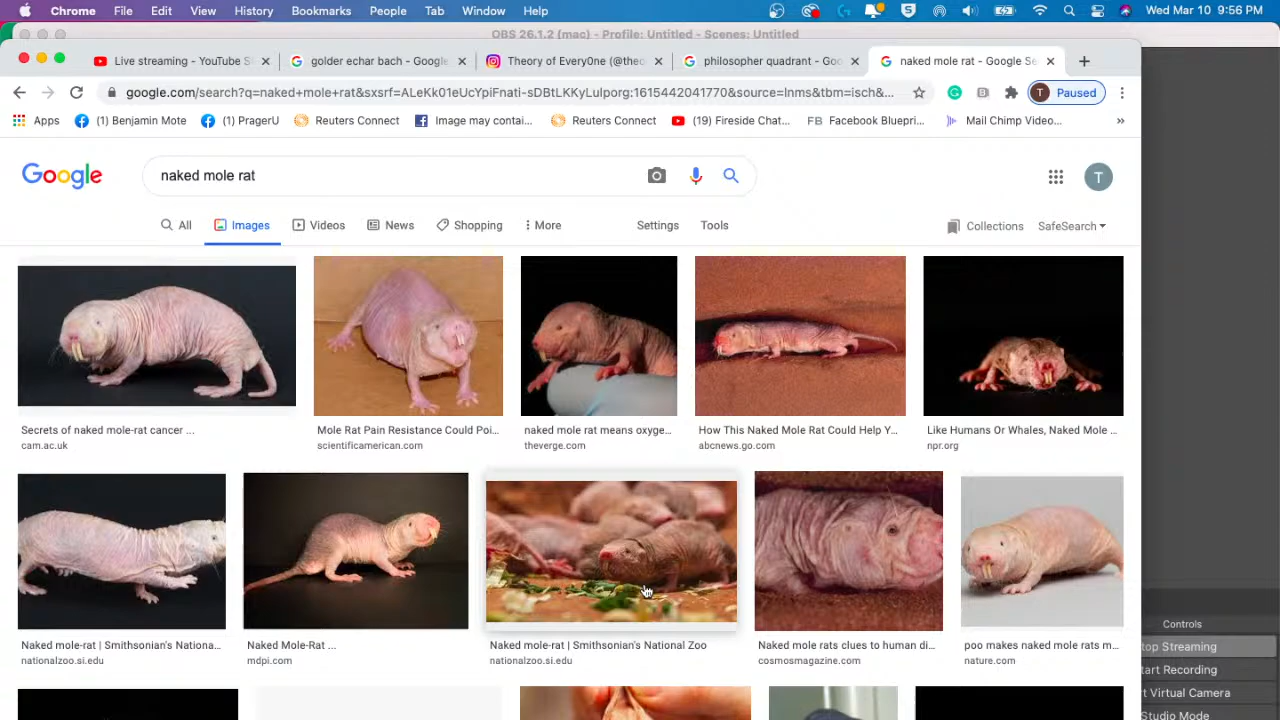 Chrome File Edit View History Bookmarks People Tab Window Help Wed Mar 10 9:56 PM
OBS 26.1.2 (mac) - Profile: Untitled - Scenes: Untitled
Live streaming - YouTube S golder echar bach - Google Theory of Every0ne (@theo philosopher quadrant - Goo naked mole rat - Google Se
google.com/search?q=naked+mole+rat&sxsrf=ALeKk01eUcYpiFnati-sDBtLKKyLulporg:1615442041770&source=lnms&tbm=isch&... T Paused
Apps (1) Benjamin Mote (1) PragerU Reuters Connect Image may contai... Reuters Connect (19) Fireside Chat... FB Facebook Bluepri... Mail Chimp Video... »
Google naked mole rat T
All Images Videos News Shopping More Settings Tools Collections SafeSearch
Secrets of naked mole-rat cancer ... Mole Rat Pain Resistance Could Poi... naked mole rat means oxyge... How This Naked Mole Rat Could Help Y... Like Humans Or Whales, Naked Mole ...
cam.ac.uk scientificamerican.com theverge.com abcnews.go.com npr.org
Naked mole-rat | Smithsonian's Nationa... Naked Mole-Rat ... Naked mole-rat | Smithsonian's National Zoo Naked mole rats clues to human di... poo makes naked mole rats m...
nationalzoo.si.edu mdpi.com nationalzoo.si.edu cosmosmagazine.com nature.com
Controls
top Streaming
tart Recording
rt Virtual Camera
Studio Mode